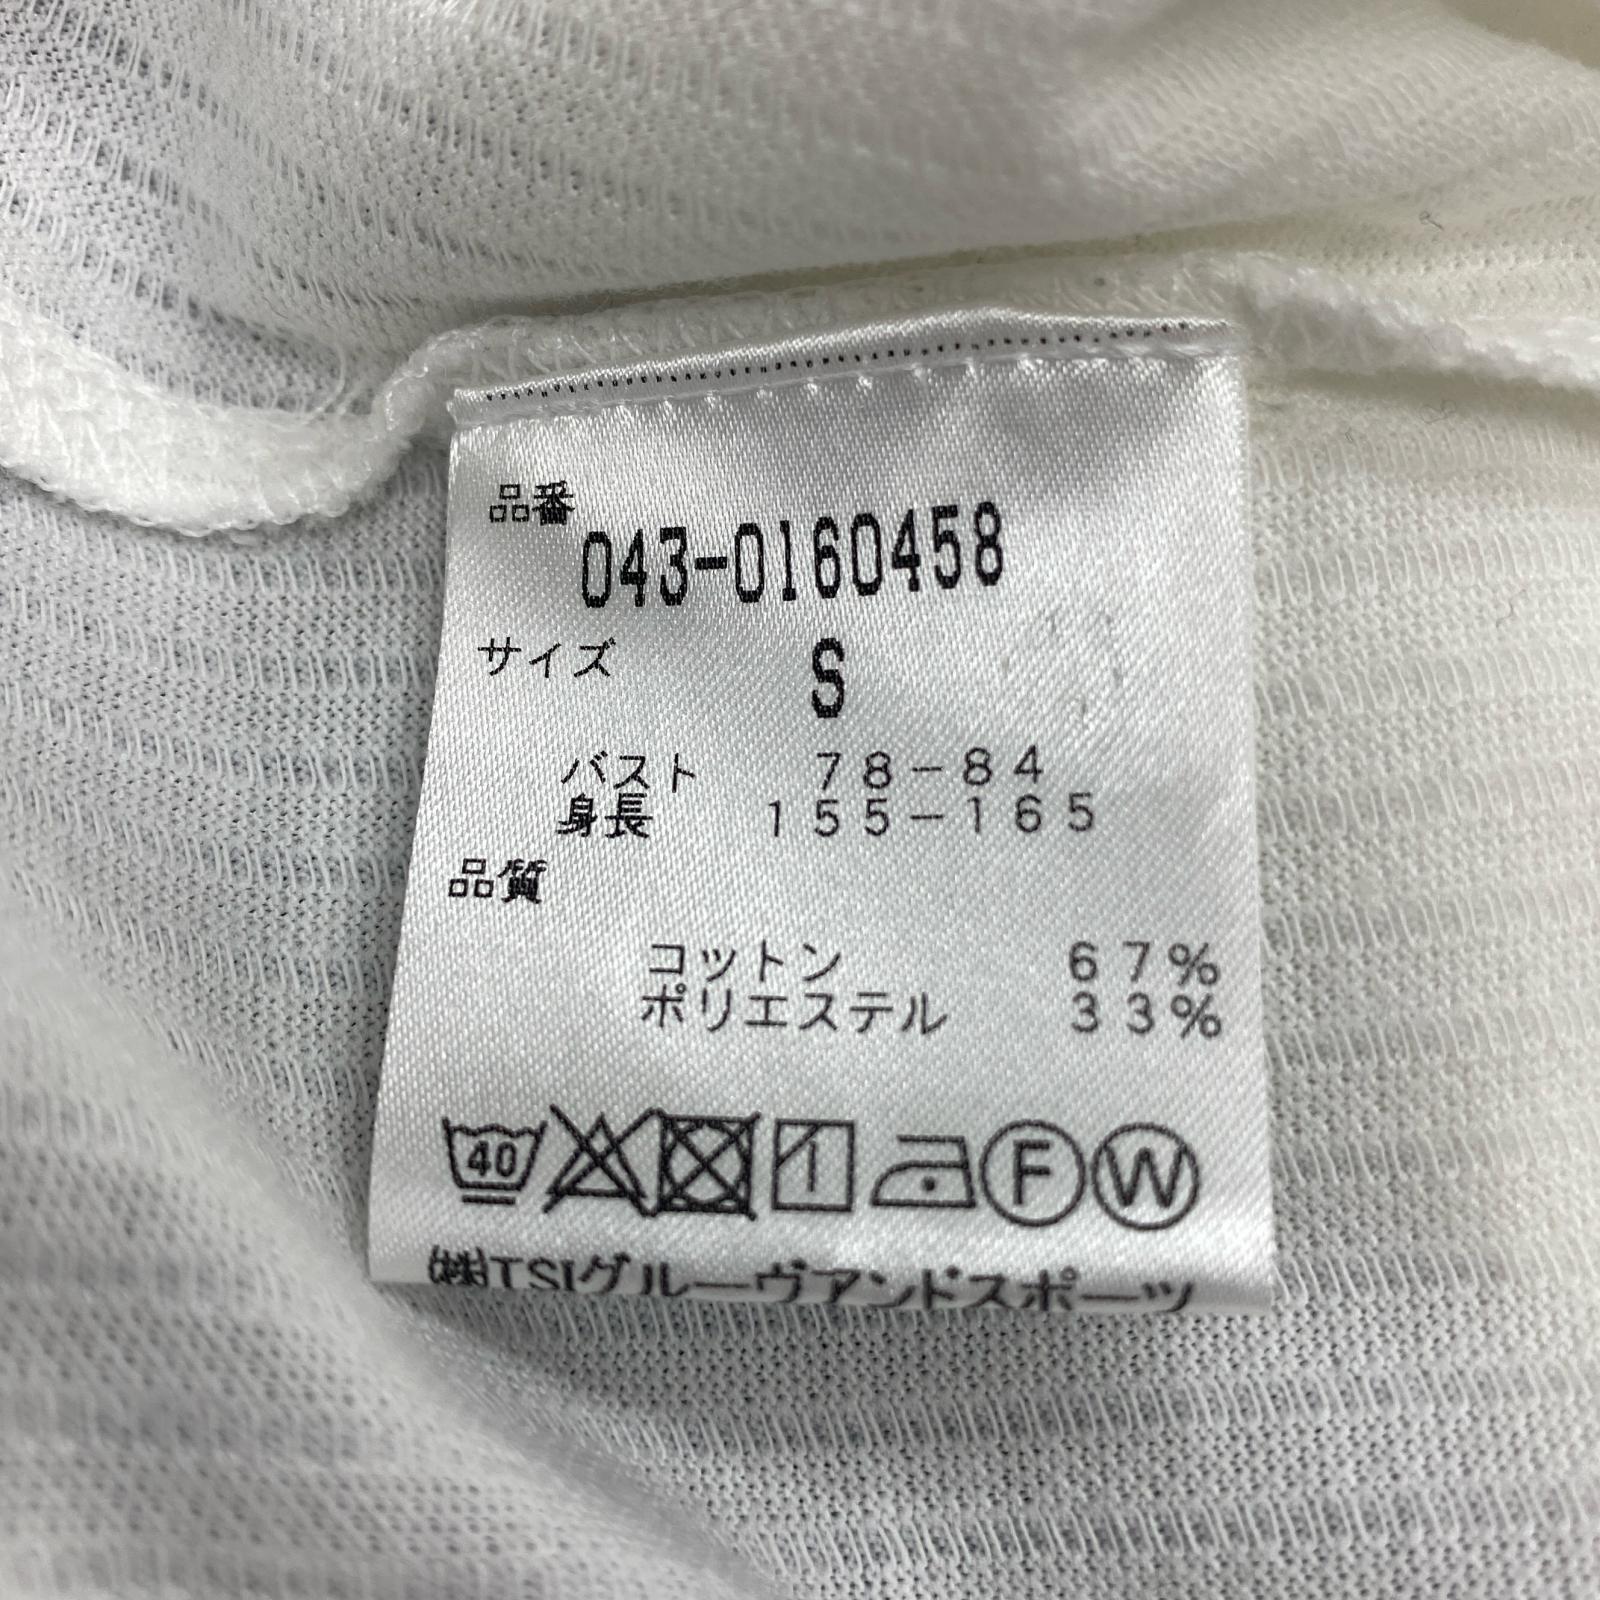 品番
043-0160458
サイズ S
バスト 78-84
身長 155-165
品質
コットン 67%
ポリエステル 33%
40 F W
㈱TSIグルーヴアンドスポーツ